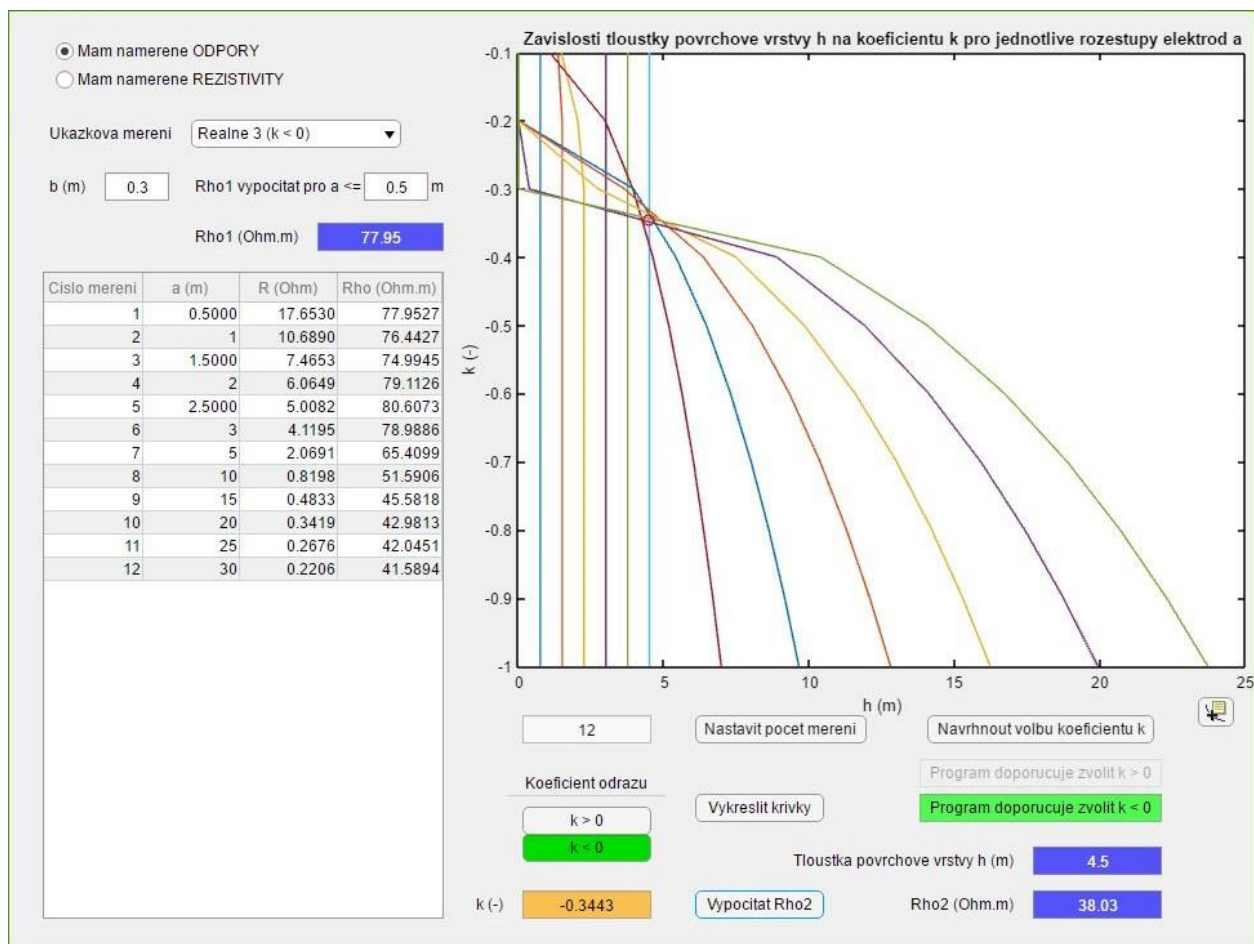 Mam namerene ODPORY
Mam namerene REZISTIVITY
Ukazkova mereni Realne 3 (k < 0)
b (m) 0.3 Rho1 vypocitat pro a <= 0.5 m
Rho1 (Ohm.m) 77.95
Cislo mereni a (m) R (Ohm) Rho (Ohm.m)
1 0.5000 17.6530 77.9527
2 1 10.6890 76.4427
3 1.5000 7.4653 74.9945
4 2 6.0649 79.1126
5 2.5000 5.0082 80.6073
6 3 4.1195 78.9886
7 5 2.0691 65.4099
8 10 0.8198 51.5906
9 15 0.4833 45.5818
10 20 0.3419 42.9813
11 25 0.2676 42.0451
12 30 0.2206 41.5894
Zavislosti tloustky povrchove vrstvy h na koeficientu k pro jednotlive rozestupy elektrod a
-0.1
-0.2
-0.3
-0.4
-0.5
-0.6
-0.7
-0.8
-0.9
-1
k (-)
0 5 10 15 20 25
h (m)
12 Nastavit pocet mereni Navrhnout volbu koeficientu k
Program doporucuje zvolit k > 0
Koeficient odrazu
Vykreslit krivky Program doporucuje zvolit k < 0
k > 0
k < 0
Tloustka povrchove vrstvy h (m) 4.5
k (-) -0.3443 Vypocitat Rho2 Rho2 (Ohm.m) 38.03